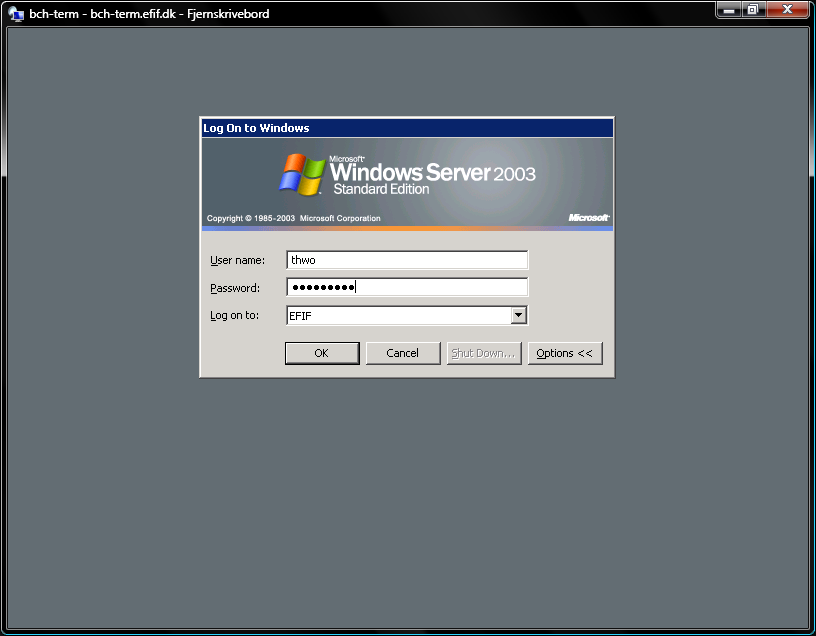 bch-term - bch-term.efif.dk - Fjernskrivebord
Log On to Windows
Microsoft®
Windows Server 2003
Standard Edition
Copyright © 1985-2003 Microsoft Corporation
Microsoft
User name: thwo
Password: ●●●●●●●●●
Log on to: EFIF
OK Cancel Shut Down... Options <<